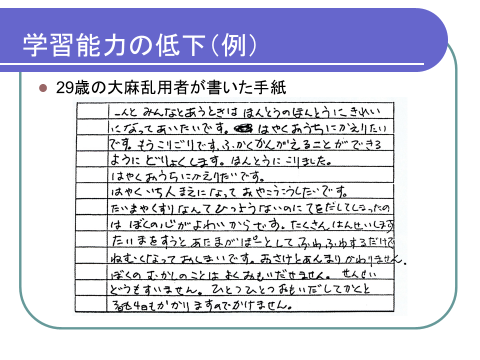 学習能力の低下（例）
29歳の大麻乱用者が書いた手紙
んと みんなとあうときは ほんとうのほんとうに きれい
になって あいたいです。 はやくおうちにかえりたい
です。もうこりごりです、ふかくかんがえることができる
ように どりょくします。ほんとうに こりました。
はやくおうちにかえりたいです。
はやくいち人まえになって おやこうこうしたいです。
たいまやくすりなんて ひつようないのに てをだしてしまったの
は ぼくの心がよわいからです。たくさん はんせいします
たいまをすうと あたまがぼーとして ふわふわするだけで
ねむくなって おしまいです。おさけとあんまり かわりません。
ぼくの むかしのことは よくおもいだせません。 せんせい
どうもすいません。ひとつひとつおもいだしてかくと
3日も4日もかかりますのでかけません。